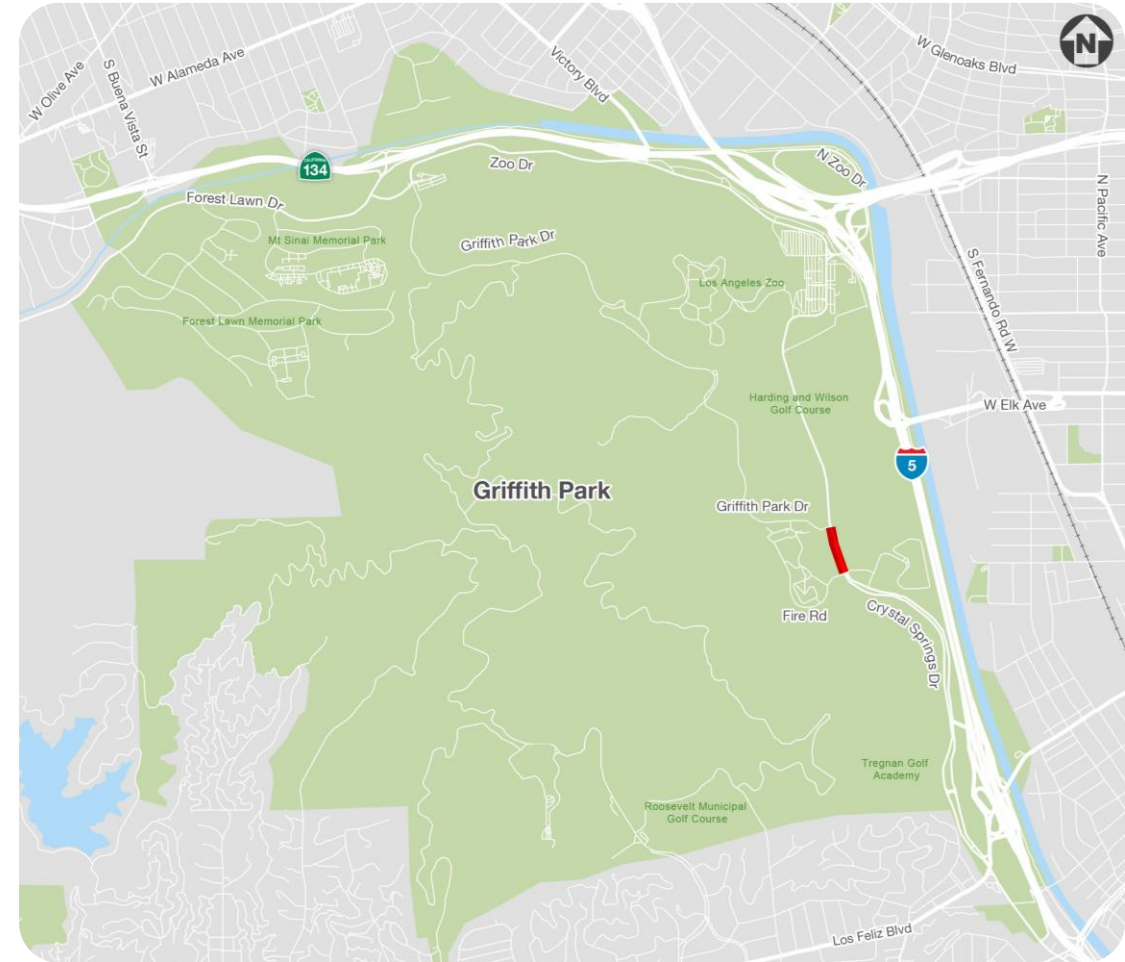 N
W Glenoaks Blvd
Victory Blvd
W Alameda Ave
W Olive Ave
S Buena Vista St
CALIFORNIA
134
Zoo Dr
N Zoo Dr
Forest Lawn Dr
N Pacific Ave
Mt Sinai Memorial Park
Griffith Park Dr
S Fernando Rd W
Los Angeles Zoo
Forest Lawn Memorial Park
Harding and Wilson
Golf Course
W Elk Ave
5
Griffith Park
Griffith Park Dr
Fire Rd
Crystal Springs Dr
Tregnan Golf
Academy
Roosevelt Municipal
Golf Course
Los Feliz Blvd